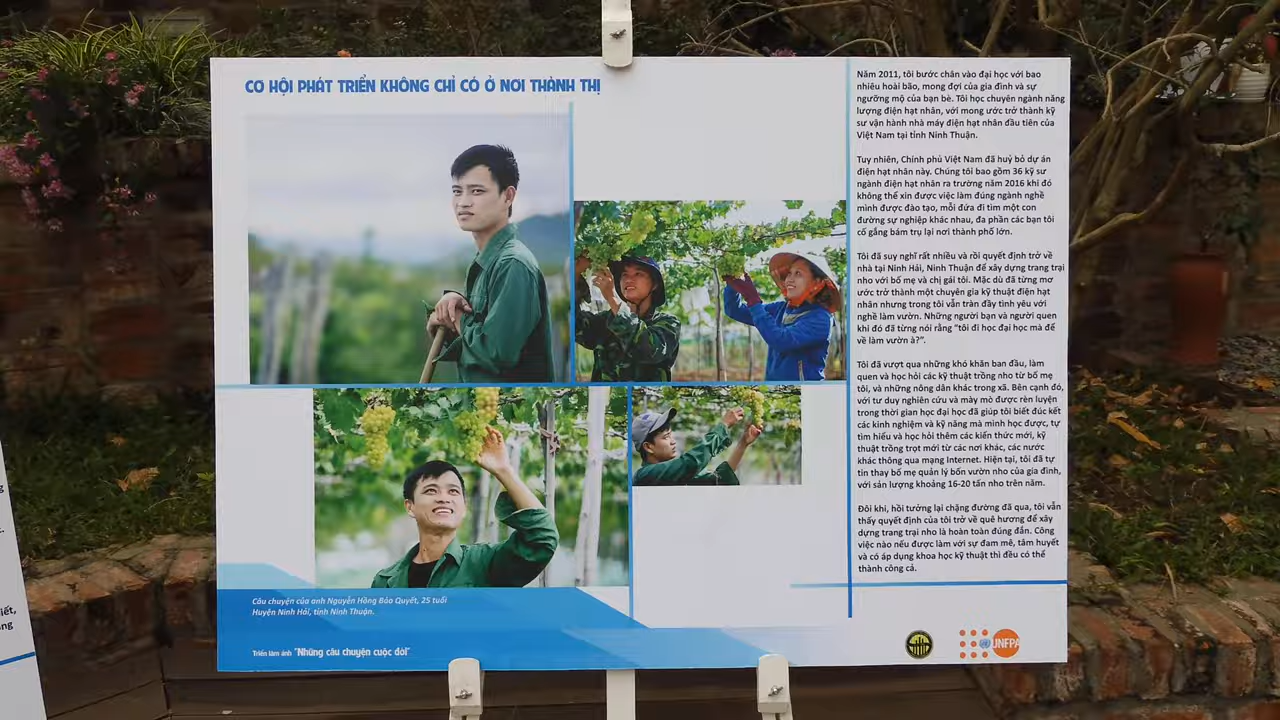 CƠ HỘI PHÁT TRIỂN KHÔNG CHỈ CÓ Ở NƠI THÀNH THỊ
Năm 2011, tôi bước chân vào đại học với bao
nhiêu hoài bão, mong đợi của gia đình và sự
ngưỡng mộ của bạn bè. Tôi học chuyên ngành năng
lượng điện hạt nhân, với mong ước trở thành kỹ
sư vận hành nhà máy điện hạt nhân đầu tiên của
Việt Nam tại tỉnh Ninh Thuận.
Tuy nhiên, Chính phủ Việt Nam đã huỷ bỏ dự án
điện hạt nhân này. Chúng tôi bao gồm 36 kỹ sư
ngành điện hạt nhân ra trường năm 2016 khi đó
không thể xin được việc làm đúng ngành nghề
mình được đào tạo, mỗi đứa đi tìm một con
đường sự nghiệp khác nhau, đa phần các bạn tôi
cố gắng bám trụ lại nơi thành phố lớn.
Tôi đã suy nghĩ rất nhiều và rồi quyết định trở về
nhà tại Ninh Hải, Ninh Thuận để xây dựng trang trại
nho với bố mẹ và chị gái tôi. Mặc dù đã từng mơ
ước trở thành một chuyên gia kỹ thuật điện hạt
nhân nhưng trong tôi vẫn tràn đầy tình yêu với
nghề làm vườn. Những người bạn và người quen
khi đó đã từng nói rằng "tôi đi học đại học mà để
về làm vườn à?".
Tôi đã vượt qua những khó khăn ban đầu, làm
quen và học hỏi các kỹ thuật trồng nho từ bố mẹ
tôi, và những nông dân khác trong xã. Bên cạnh đó,
với tư duy nghiên cứu và mày mò được rèn luyện
trong thời gian học đại học đã giúp tôi biết đúc kết
các kinh nghiệm và kỹ năng mà mình học được, tự
tìm hiểu và học hỏi thêm các kiến thức mới, kỹ
thuật trồng trọt mới từ các nơi khác, các nước
khác thông qua mạng Internet. Hiện tại, tôi đã tự
tin thay bố mẹ quản lý bốn vườn nho của gia đình,
với sản lượng khoảng 16-20 tấn nho trên năm.
Đôi khi, hồi tưởng lại chặng đường đã qua, tôi vẫn
thấy quyết định của tôi trở về quê hương để xây
dựng trang trại nho là hoàn toàn đúng đắn. Công
việc nào nếu được làm với sự đam mê, tâm huyết
và có áp dụng khoa học kỹ thuật thì đều có thể
thành công cả.
Câu chuyện của anh Nguyễn Hồng Bảo Quyết, 25 tuổi
Huyện Ninh Hải, tỉnh Ninh Thuận.
Triển lãm ảnh "Những câu chuyện cuộc đời"
UNFPA